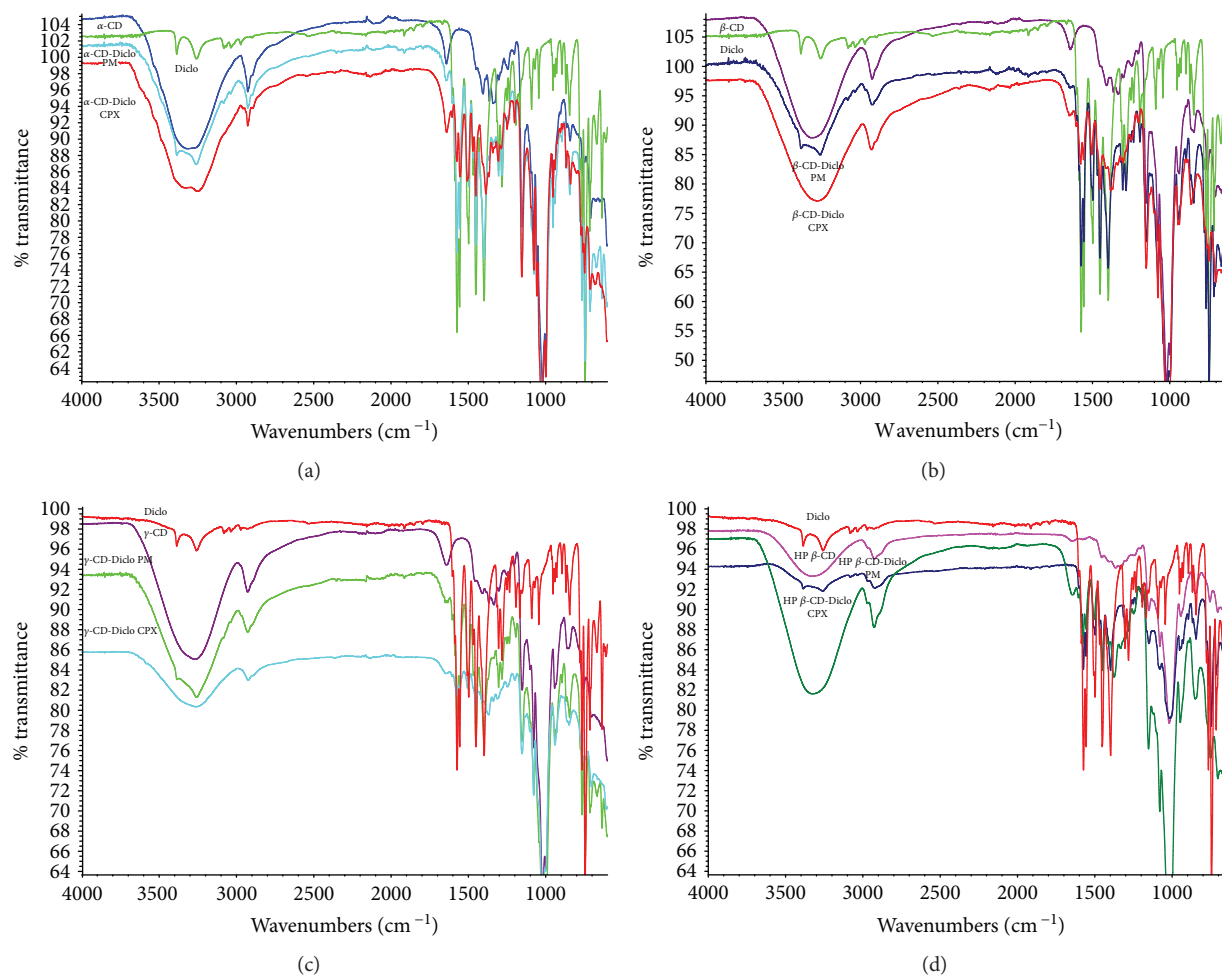 104
102
100
98
96
94
92
90
88
86
84
82
80
78
76
74
72
70
68
66
64
% transmittance
α-CD
α-CD-Diclo
PM
Diclo
α-CD-Diclo
CPX
4000 3500 3000 2500 2000 1500 1000
Wavenumbers (cm⁻¹)
(a)
105
100
95
90
85
80
75
70
65
60
55
50
% transmittance
β-CD
Diclo
β-CD-Diclo
PM
β-CD-Diclo
CPX
4000 3500 3000 2500 2000 1500 1000
Wavenumbers (cm⁻¹)
(b)
100
98
96
94
92
90
88
86
84
82
80
78
76
74
72
70
68
66
64
% transmittance
Diclo
γ-CD
γ-CD-Diclo PM
γ-CD-Diclo CPX
4000 3500 3000 2500 2000 1500 1000
Wavenumbers (cm⁻¹)
(c)
100
98
96
94
92
90
88
86
84
82
80
78
76
74
72
70
68
66
64
% transmittance
Diclo
HP β-CD
HP β-CD-Diclo
PM
HP β-CD-Diclo
CPX
4000 3500 3000 2500 2000 1500 1000
Wavenumbers (cm⁻¹)
(d)